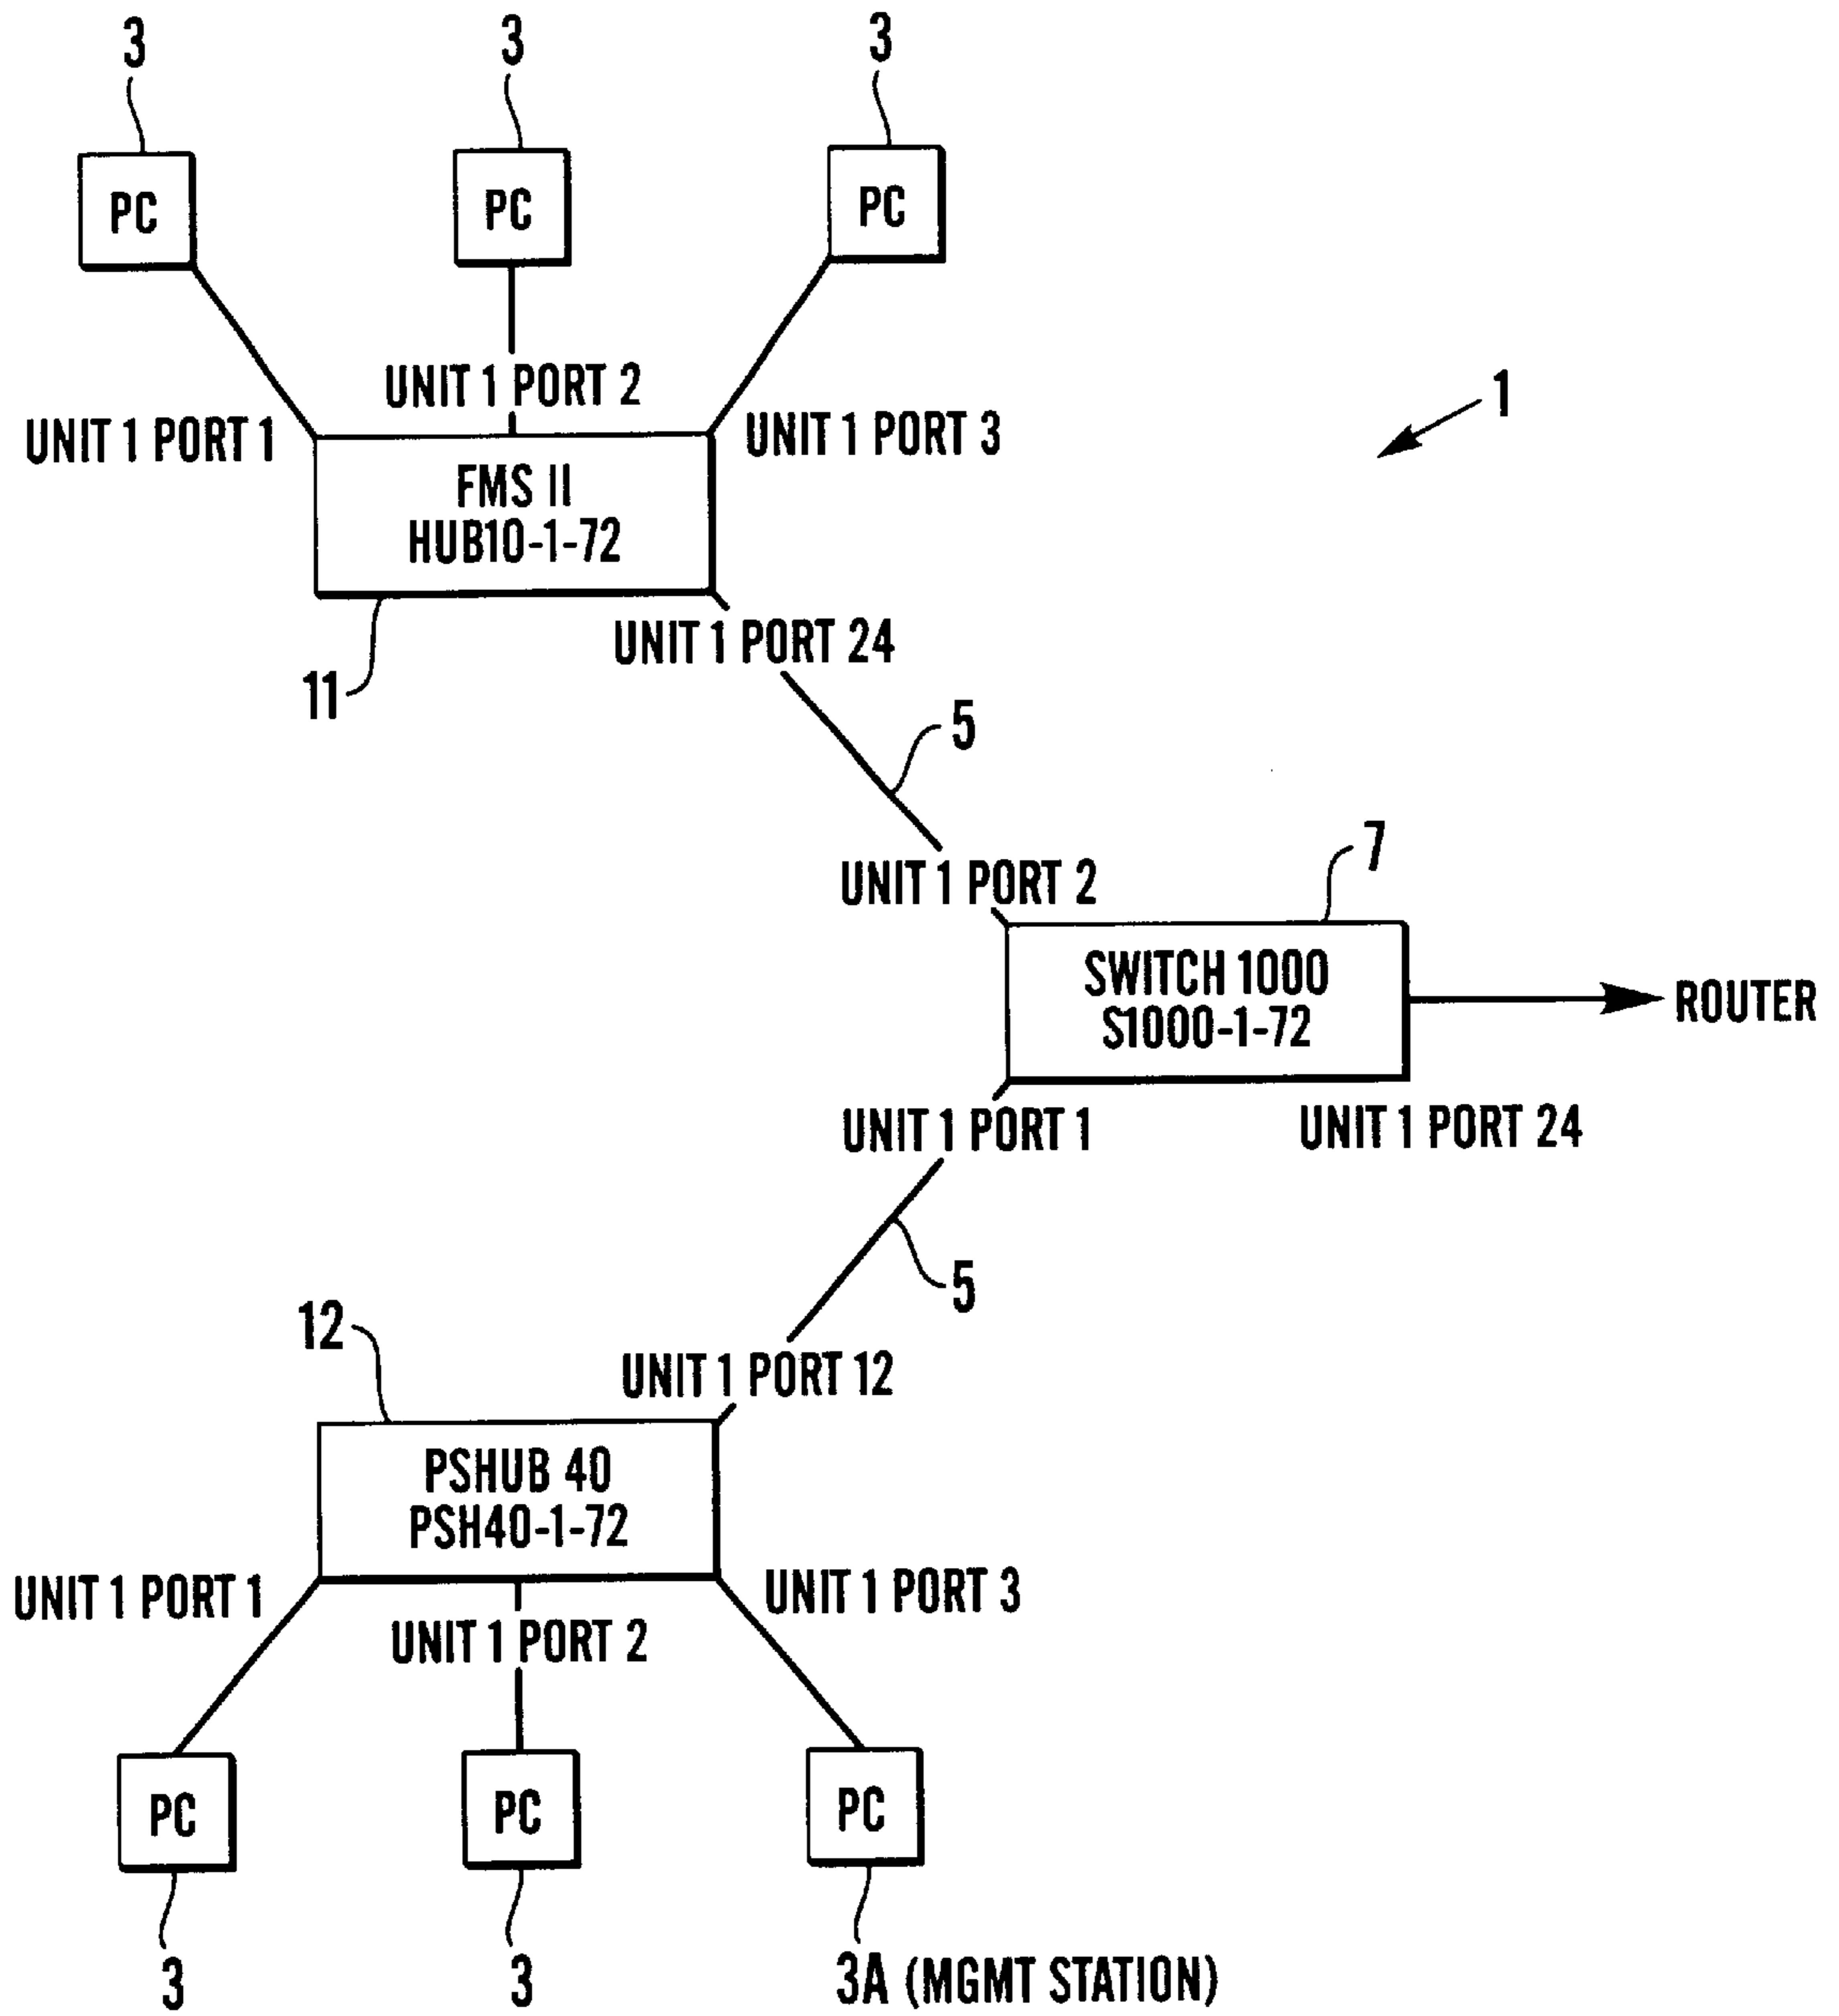 3
3
3
PC
PC
PC
UNIT 1 PORT 2
UNIT 1 PORT 1
UNIT 1 PORT 3
1
FMS II
HUB10-1-72
UNIT 1 PORT 24
11
5
7
UNIT 1 PORT 2
SWITCH 1000
S1000-1-72
ROUTER
UNIT 1 PORT 1
UNIT 1 PORT 24
5
12
UNIT 1 PORT 12
PSHUB 40
PSH40-1-72
UNIT 1 PORT 1
UNIT 1 PORT 3
UNIT 1 PORT 2
PC
PC
PC
3
3
3A (MGMT STATION)